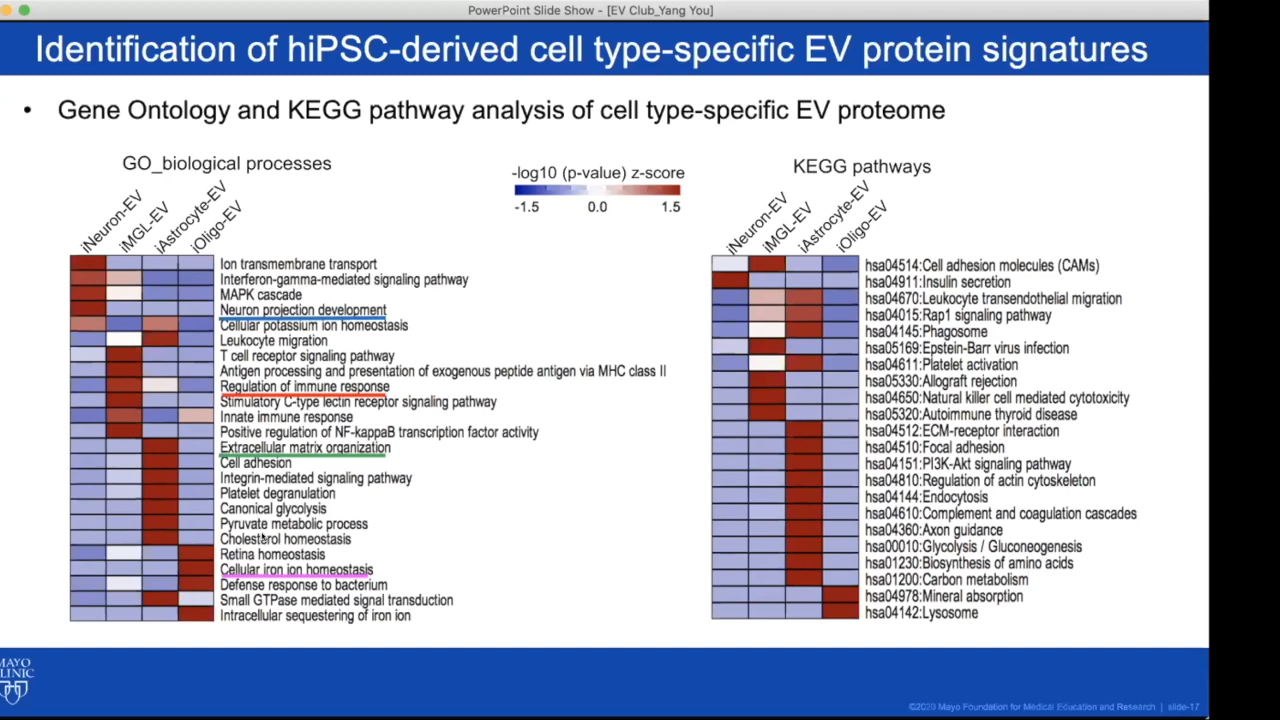 PowerPoint Slide Show - [EV Club_Yang You]
Identification of hiPSC-derived cell type-specific EV protein signatures
• Gene Ontology and KEGG pathway analysis of cell type-specific EV proteome
GO_biological processes
-log10 (p-value) z-score
-1.5 0.0 1.5
KEGG pathways
iNeuron-EV
iMGL-EV
iAstrocyte-EV
iOligo-EV
Ion transmembrane transport
Interferon-gamma-mediated signaling pathway
MAPK cascade
Neuron projection development
Cellular potassium ion homeostasis
Leukocyte migration
T cell receptor signaling pathway
Antigen processing and presentation of exogenous peptide antigen via MHC class II
Regulation of immune response
Stimulatory C-type lectin receptor signaling pathway
Innate immune response
Positive regulation of NF-kappaB transcription factor activity
Extracellular matrix organization
Cell adhesion
Integrin-mediated signaling pathway
Platelet degranulation
Canonical glycolysis
Pyruvate metabolic process
Cholesterol homeostasis
Retina homeostasis
Cellular iron ion homeostasis
Defense response to bacterium
Small GTPase mediated signal transduction
Intracellular sequestering of iron ion
iNeuron-EV
iMGL-EV
iAstrocyte-EV
iOligo-EV
hsa04514:Cell adhesion molecules (CAMs)
hsa04911:Insulin secretion
hsa04670:Leukocyte transendothelial migration
hsa04015:Rap1 signaling pathway
hsa04145:Phagosome
hsa05169:Epstein-Barr virus infection
hsa04611:Platelet activation
hsa05330:Allograft rejection
hsa04650:Natural killer cell mediated cytotoxicity
hsa05320:Autoimmune thyroid disease
hsa04512:ECM-receptor interaction
hsa04510:Focal adhesion
hsa04151:PI3K-Akt signaling pathway
hsa04810:Regulation of actin cytoskeleton
hsa04144:Endocytosis
hsa04610:Complement and coagulation cascades
hsa04360:Axon guidance
hsa00010:Glycolysis / Gluconeogenesis
hsa01230:Biosynthesis of amino acids
hsa01200:Carbon metabolism
hsa04978:Mineral absorption
hsa04142:Lysosome
MAYO
CLINIC
©2020 Mayo Foundation for Medical Education and Research | slide-17